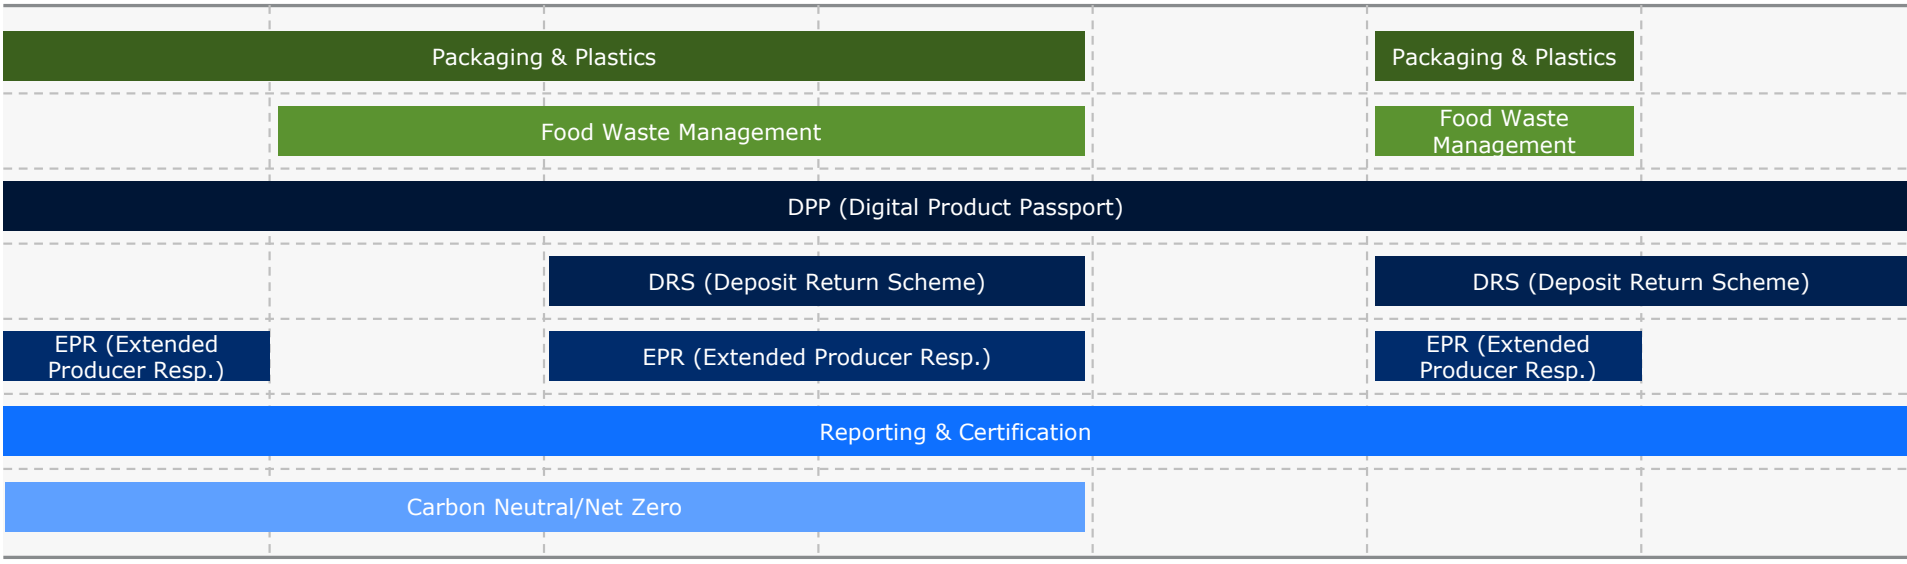 Packaging & Plastics
Packaging & Plastics
Food Waste Management
Food Waste
Management
DPP (Digital Product Passport)
DRS (Deposit Return Scheme)
DRS (Deposit Return Scheme)
EPR (Extended
Producer Resp.)
EPR (Extended Producer Resp.)
EPR (Extended
Producer Resp.)
Reporting & Certification
Carbon Neutral/Net Zero